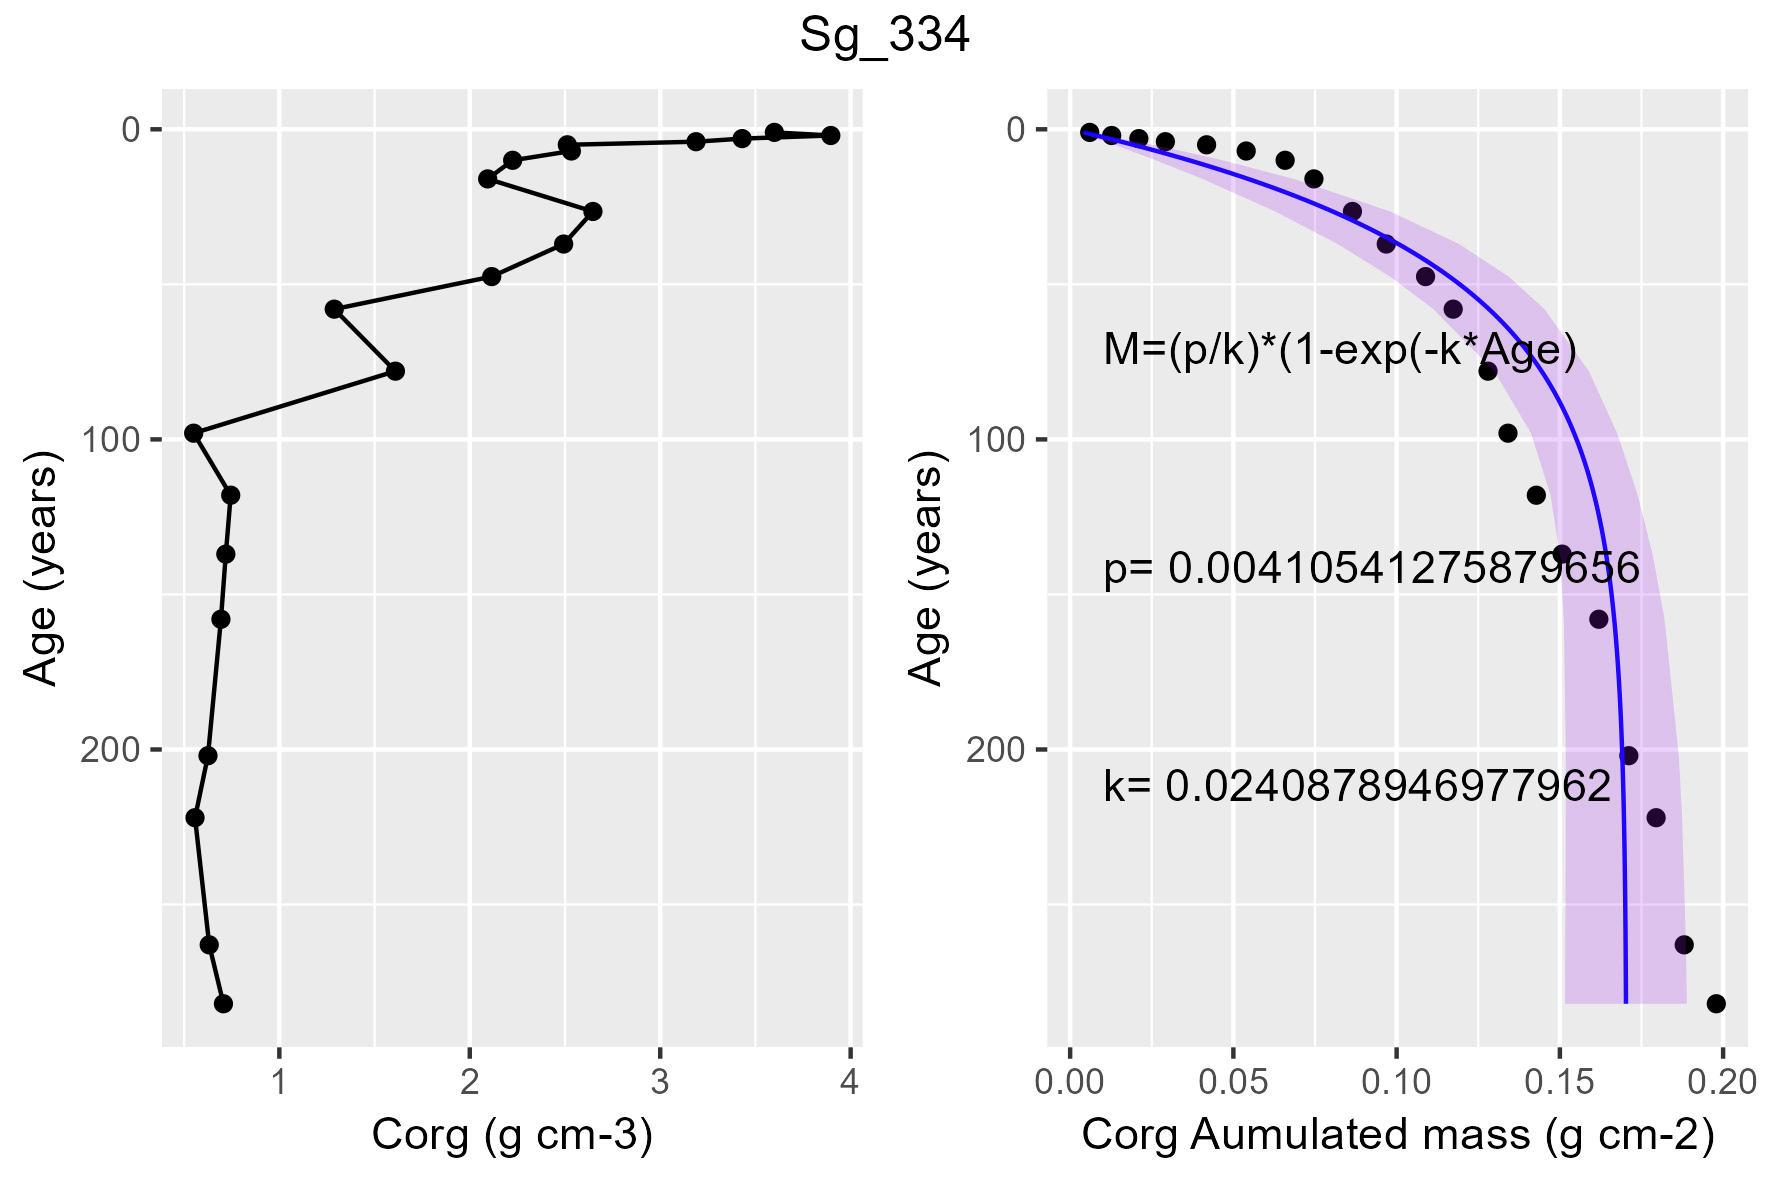 Sg_334
0
100
200
Age (years)
1
2
3
4
Corg (g cm-3)
0
100
200
Age (years)
M=(p/k)*(1-exp(-k*Age)
p= 0.00410541275879656
k= 0.0240878946977962
0.00
0.05
0.10
0.15
0.20
Corg Aumulated mass (g cm-2)